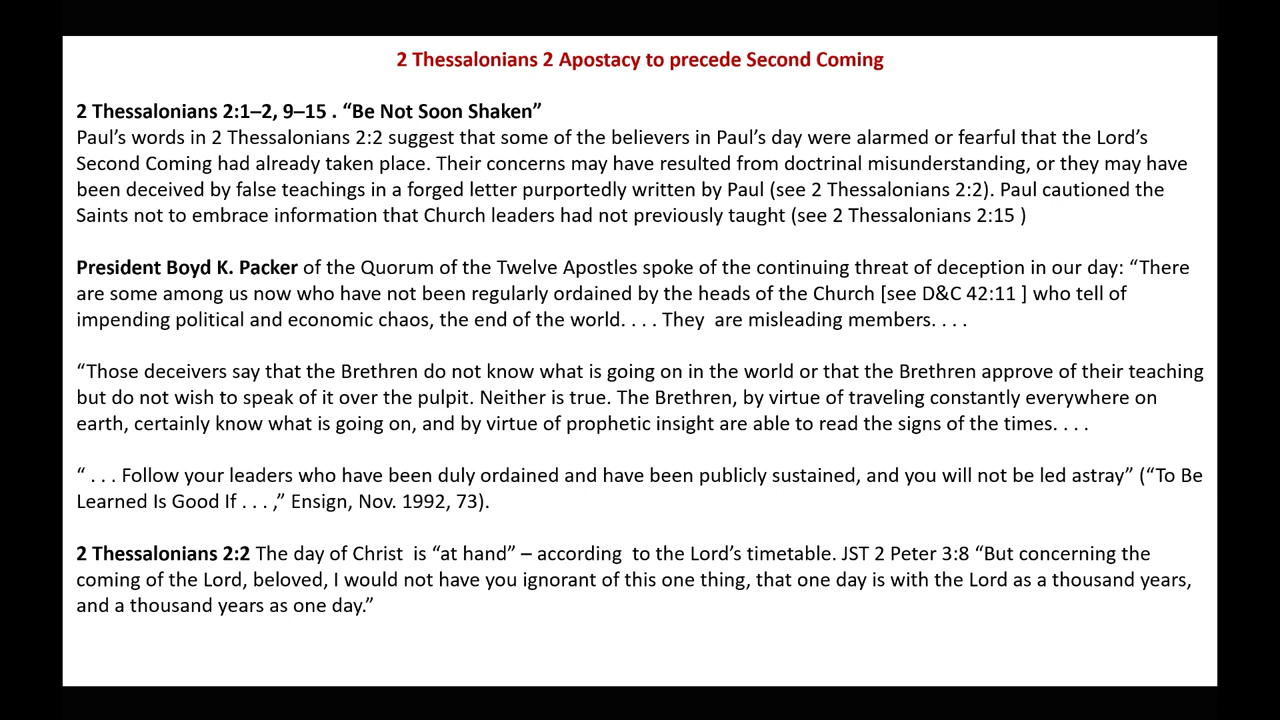 2 Thessalonians 2 Apostacy to precede Second Coming
2 Thessalonians 2:1–2, 9–15 . “Be Not Soon Shaken”
Paul’s words in 2 Thessalonians 2:2 suggest that some of the believers in Paul’s day were alarmed or fearful that the Lord’s
Second Coming had already taken place. Their concerns may have resulted from doctrinal misunderstanding, or they may have
been deceived by false teachings in a forged letter purportedly written by Paul (see 2 Thessalonians 2:2). Paul cautioned the
Saints not to embrace information that Church leaders had not previously taught (see 2 Thessalonians 2:15 )
President Boyd K. Packer of the Quorum of the Twelve Apostles spoke of the continuing threat of deception in our day: “There
are some among us now who have not been regularly ordained by the heads of the Church [see D&C 42:11 ] who tell of
impending political and economic chaos, the end of the world. . . . They  are misleading members. . . .
“Those deceivers say that the Brethren do not know what is going on in the world or that the Brethren approve of their teaching
but do not wish to speak of it over the pulpit. Neither is true. The Brethren, by virtue of traveling constantly everywhere on
earth, certainly know what is going on, and by virtue of prophetic insight are able to read the signs of the times. . . .
“ . . . Follow your leaders who have been duly ordained and have been publicly sustained, and you will not be led astray” (“To Be
Learned Is Good If . . . ,” Ensign, Nov. 1992, 73).
2 Thessalonians 2:2 The day of Christ  is “at hand” – according  to the Lord’s timetable. JST 2 Peter 3:8 “But concerning the
coming of the Lord, beloved, I would not have you ignorant of this one thing, that one day is with the Lord as a thousand years,
and a thousand years as one day.”